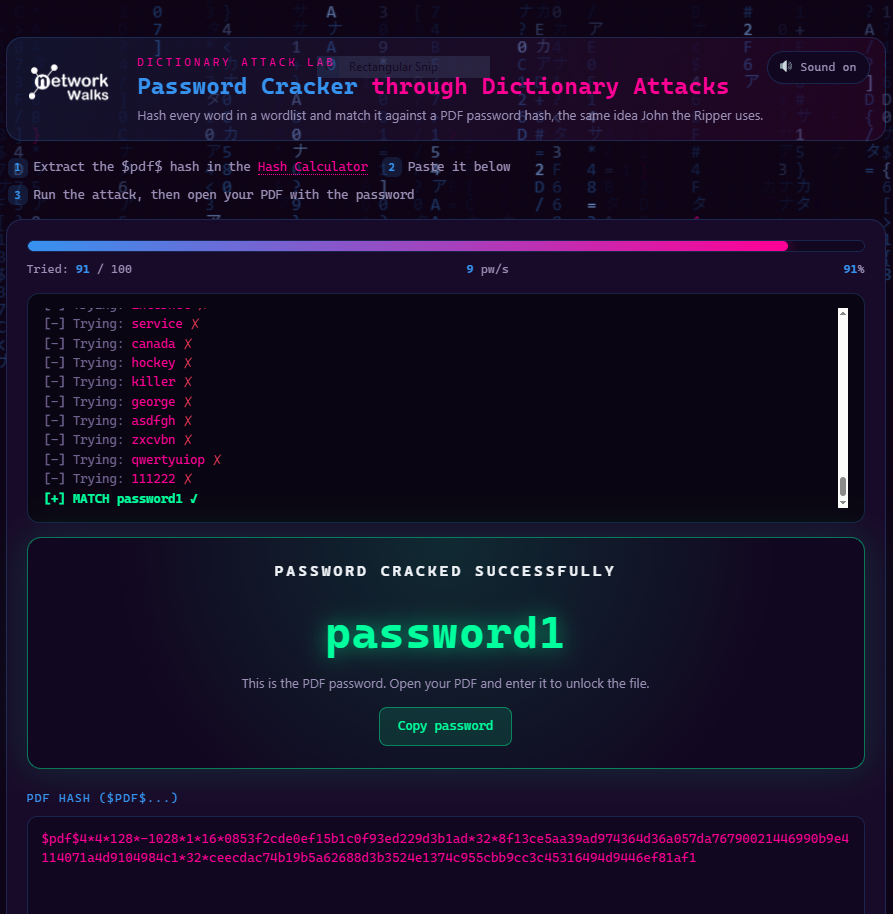 network
Walks
DICTIONARY ATTACK LAB
Rectangular Snip
Password Cracker through Dictionary Attacks
Hash every word in a wordlist and match it against a PDF password hash, the same idea John the Ripper uses.
Sound on
1 Extract the $pdf$ hash in the Hash Calculator 2 Paste it below
3 Run the attack, then open your PDF with the password
Tried: 91 / 100 9 pw/s 91%
[-] Trying: service ✗
[-] Trying: canada ✗
[-] Trying: hockey ✗
[-] Trying: killer ✗
[-] Trying: george ✗
[-] Trying: asdfgh ✗
[-] Trying: zxcvbn ✗
[-] Trying: qwertyuiop ✗
[-] Trying: 111222 ✗
[+] MATCH password1 ✓
PASSWORD CRACKED SUCCESSFULLY
password1
This is the PDF password. Open your PDF and enter it to unlock the file.
Copy password
PDF HASH ($PDF$...)
$pdf$4*4*128*-1028*1*16*0853f2cde0ef15b1c0f93ed229d3b1ad*32*8f13ce5aa39ad974364d36a057da76790021446990b9e4
114071a4d9104984c1*32*ceecdac74b19b5a62688d3b3524e1374c955cbb9cc3c45316494d9446ef81af1